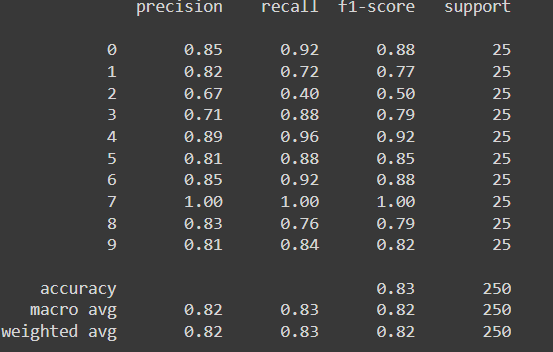 precision recall f1-score support
0 0.85 0.92 0.88 25
1 0.82 0.72 0.77 25
2 0.67 0.40 0.50 25
3 0.71 0.88 0.79 25
4 0.89 0.96 0.92 25
5 0.81 0.88 0.85 25
6 0.85 0.92 0.88 25
7 1.00 1.00 1.00 25
8 0.83 0.76 0.79 25
9 0.81 0.84 0.82 25
accuracy 0.83 250
macro avg 0.82 0.83 0.82 250
weighted avg 0.82 0.83 0.82 250